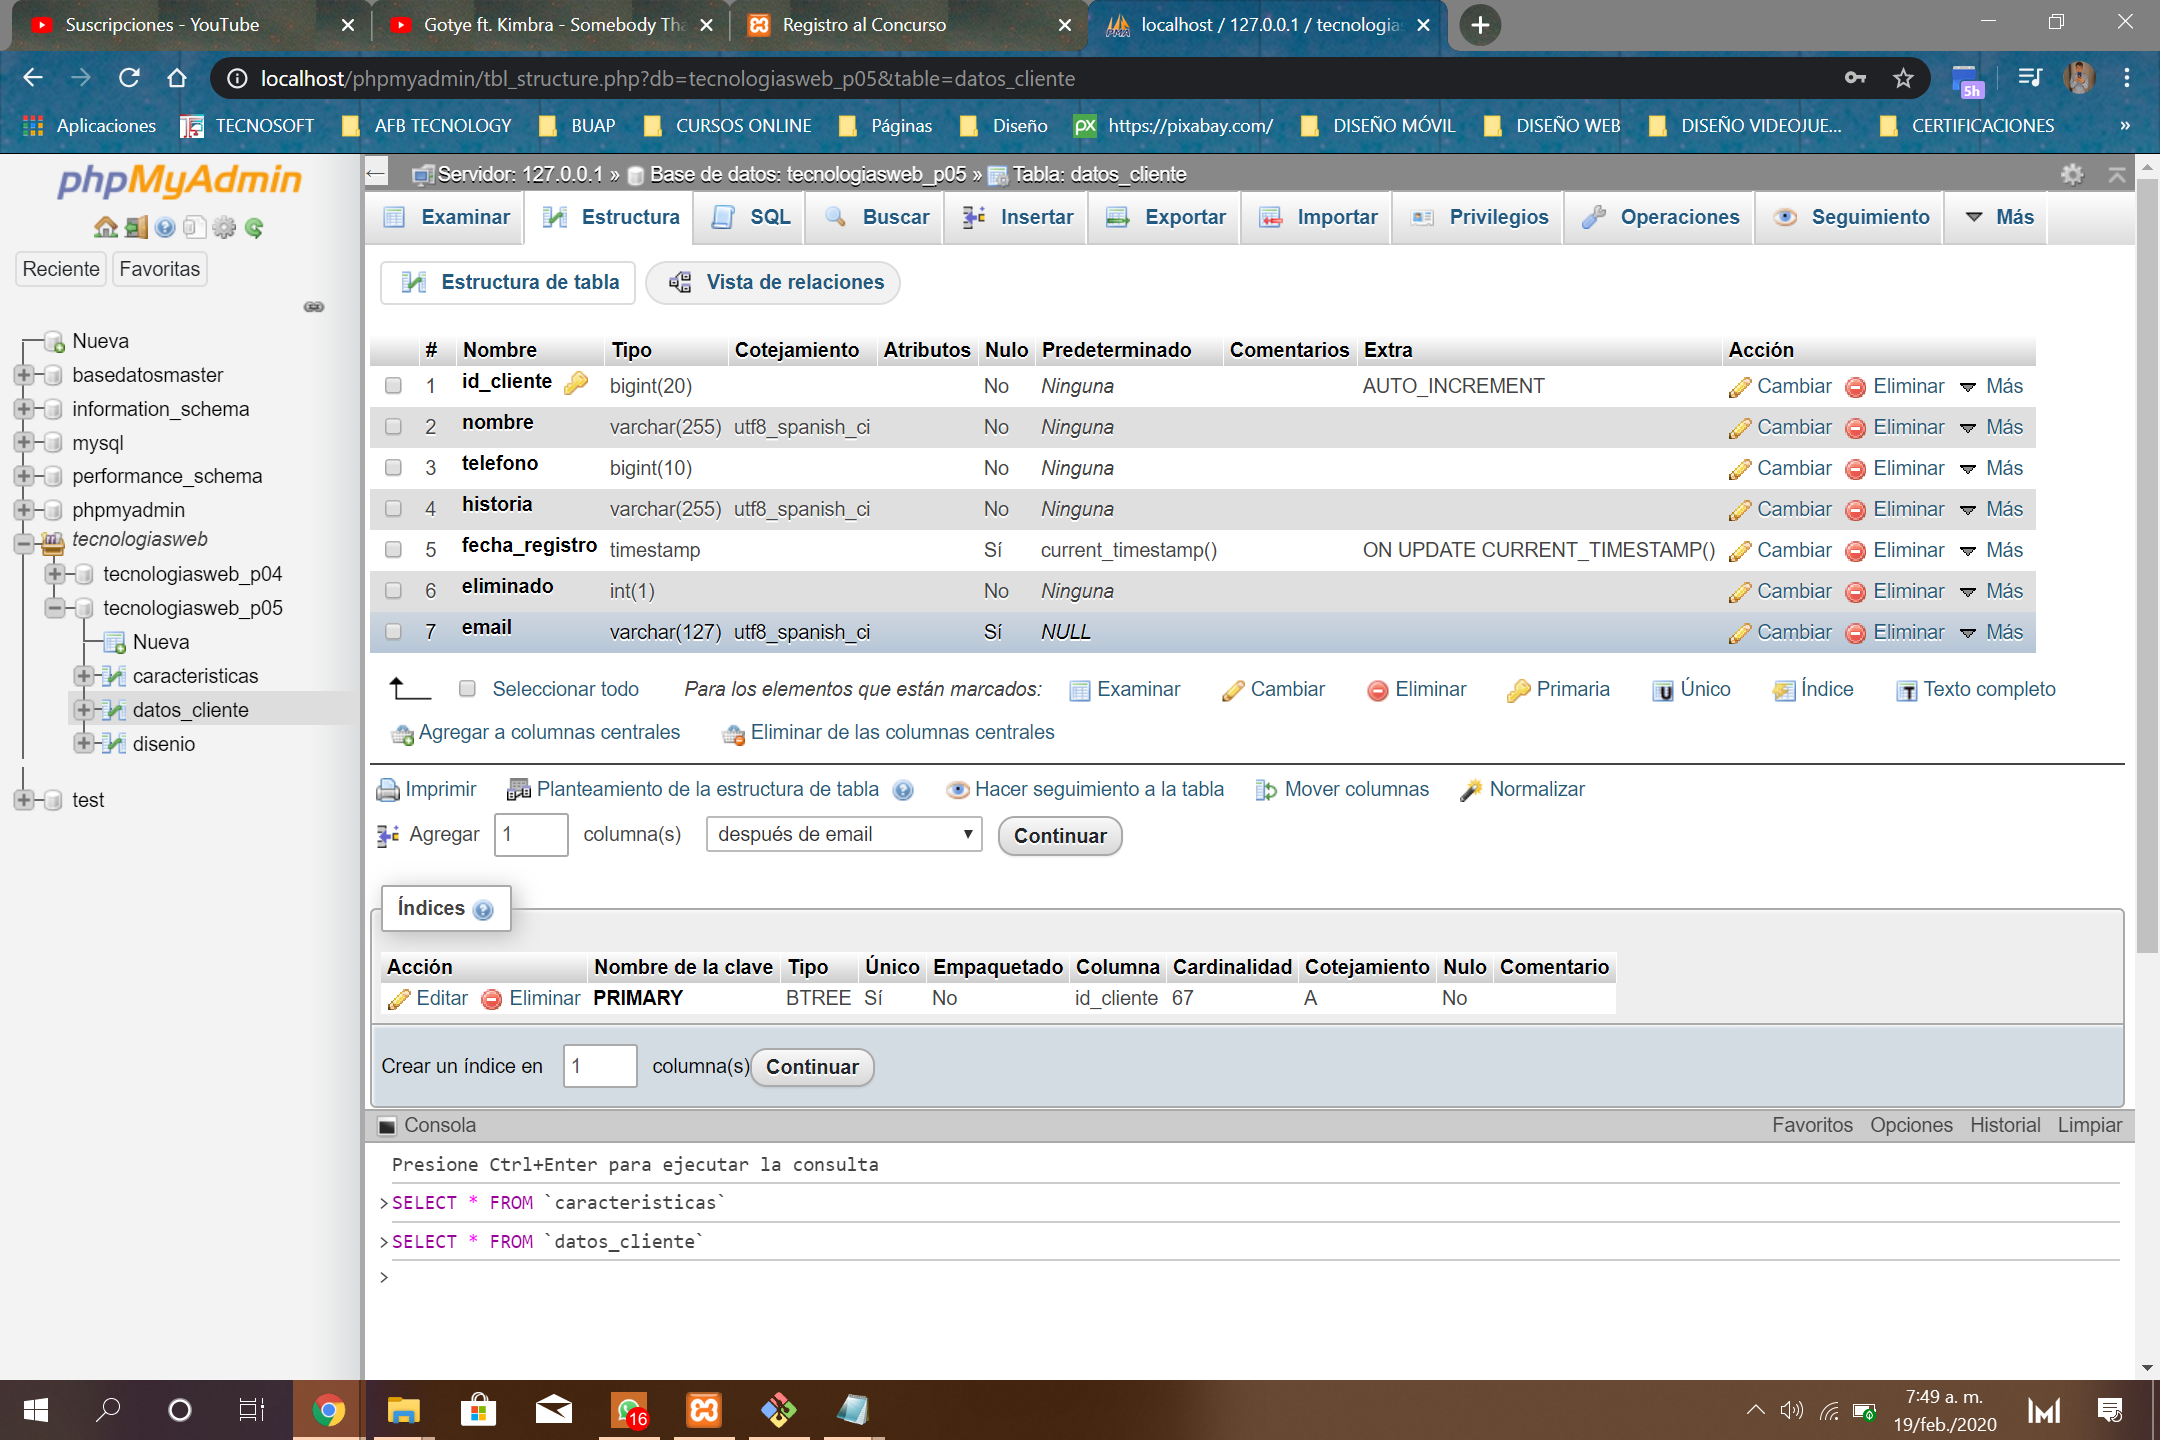 Suscripciones - YouTube
Gotye ft. Kimbra - Somebody Tha
Registro al Concurso
localhost / 127.0.0.1 / tecnologias
localhost/phpmyadmin/tbl_structure.php?db=tecnologiasweb_p05&table=datos_cliente
5h
Aplicaciones TECNOSOFT AFB TECNOLOGY BUAP CURSOS ONLINE Páginas Diseño px https://pixabay.com/ DISEÑO MÓVIL DISEÑO WEB DISEÑO VIDEOJUE... CERTIFICACIONES »
phpMyAdmin
Reciente Favoritas
Nueva
basedatosmaster
information_schema
mysql
performance_schema
phpmyadmin
tecnologiasweb
tecnologiasweb_p04
tecnologiasweb_p05
Nueva
caracteristicas
datos_cliente
disenio
test
Servidor: 127.0.0.1 » Base de datos: tecnologiasweb_p05 » Tabla: datos_cliente
Examinar Estructura SQL Buscar Insertar Exportar Importar Privilegios Operaciones Seguimiento Más
Estructura de tabla Vista de relaciones
# Nombre Tipo Cotejamiento Atributos Nulo Predeterminado Comentarios Extra Acción
1 id_cliente bigint(20) No Ninguna AUTO_INCREMENT Cambiar Eliminar Más
2 nombre varchar(255) utf8_spanish_ci No Ninguna Cambiar Eliminar Más
3 telefono bigint(10) No Ninguna Cambiar Eliminar Más
4 historia varchar(255) utf8_spanish_ci No Ninguna Cambiar Eliminar Más
5 fecha_registro timestamp Sí current_timestamp() ON UPDATE CURRENT_TIMESTAMP() Cambiar Eliminar Más
6 eliminado int(1) No Ninguna Cambiar Eliminar Más
7 email varchar(127) utf8_spanish_ci Sí NULL Cambiar Eliminar Más
Seleccionar todo Para los elementos que están marcados: Examinar Cambiar Eliminar Primaria Único Índice Texto completo
Agregar a columnas centrales Eliminar de las columnas centrales
Imprimir Planteamiento de la estructura de tabla Hacer seguimiento a la tabla Mover columnas Normalizar
Agregar 1 columna(s) después de email Continuar
Índices
Acción Nombre de la clave Tipo Único Empaquetado Columna Cardinalidad Cotejamiento Nulo Comentario
Editar Eliminar PRIMARY BTREE Sí No id_cliente 67 A No
Crear un índice en 1 columna(s) Continuar
Consola Favoritos Opciones Historial Limpiar
Presione Ctrl+Enter para ejecutar la consulta
>SELECT * FROM `caracteristicas`
>SELECT * FROM `datos_cliente`
>
16
7:49 a. m.
19/feb./2020